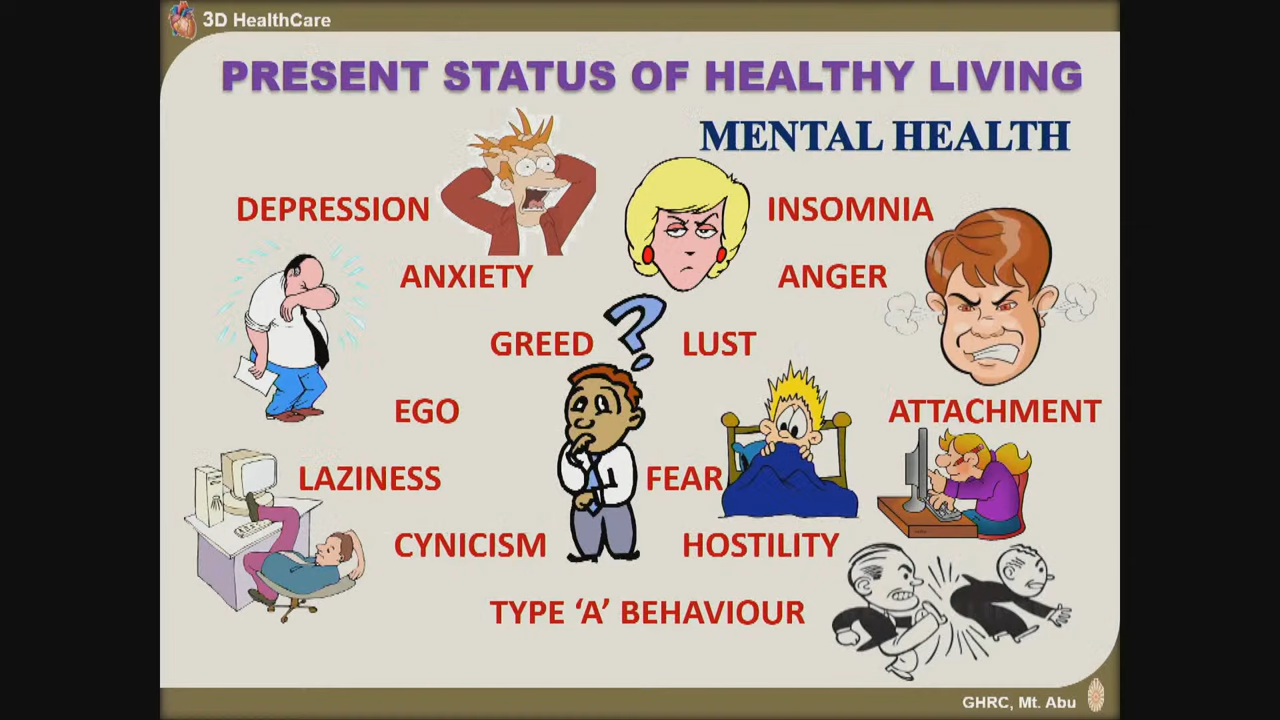 3D HealthCare
PRESENT STATUS OF HEALTHY LIVING
MENTAL HEALTH
DEPRESSION
INSOMNIA
ANXIETY
ANGER
GREED
LUST
EGO
ATTACHMENT
LAZINESS
FEAR
CYNICISM
HOSTILITY
TYPE ‘A’ BEHAVIOUR
GHRC, Mt. Abu